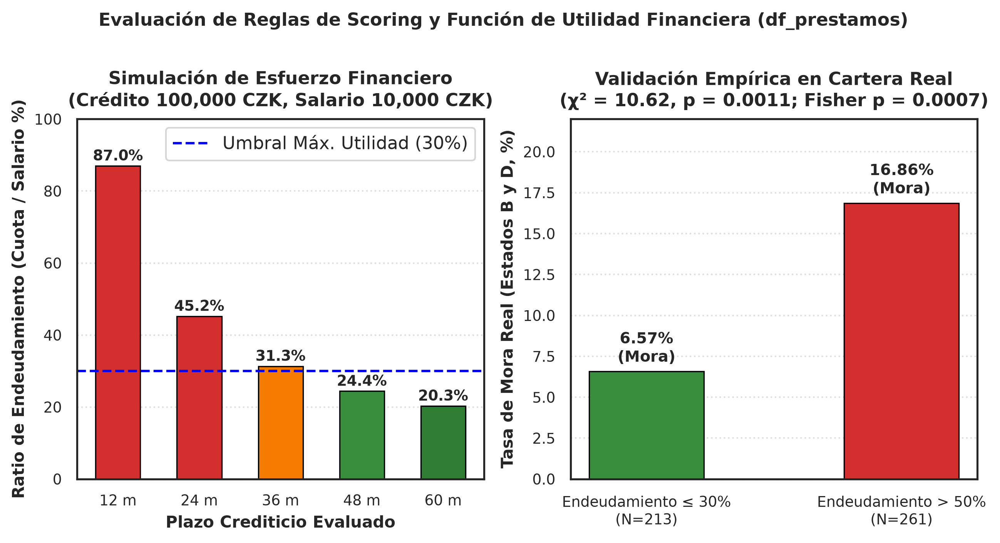 Evaluación de Reglas de Scoring y Función de Utilidad Financiera (df_prestamos)
Simulación de Esfuerzo Financiero
(Crédito 100,000 CZK, Salario 10,000 CZK)
Ratio de Endeudamiento (Cuota / Salario %)
100
80
60
40
20
0
Umbral Máx. Utilidad (30%)
87.0%
45.2%
31.3%
24.4%
20.3%
12 m
24 m
36 m
48 m
60 m
Plazo Crediticio Evaluado
Validación Empírica en Cartera Real
(χ² = 10.62, p = 0.0011; Fisher p = 0.0007)
Tasa de Mora Real (Estados B y D, %)
20.0
17.5
15.0
12.5
10.0
7.5
5.0
2.5
0.0
6.57%
(Mora)
16.86%
(Mora)
Endeudamiento ≤ 30%
(N=213)
Endeudamiento > 50%
(N=261)